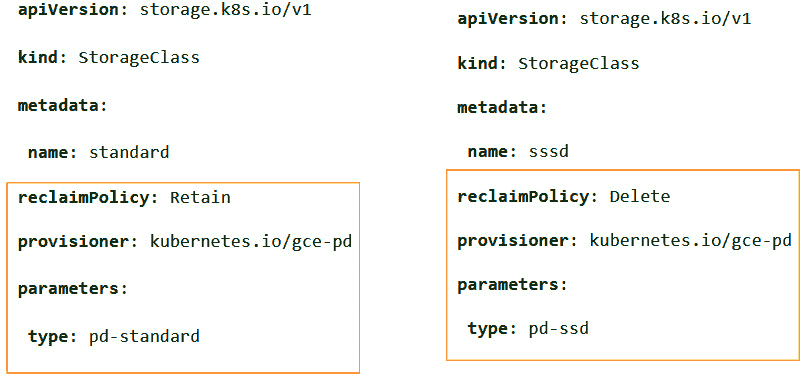 apiVersion: storage.k8s.io/v1
kind: StorageClass
metadata:
name: standard
reclaimPolicy: Retain
provisioner: kubernetes.io/gce-pd
parameters:
type: pd-standard
apiVersion: storage.k8s.io/v1
kind: StorageClass
metadata:
name: sssd
reclaimPolicy: Delete
provisioner: kubernetes.io/gce-pd
parameters:
type: pd-ssd